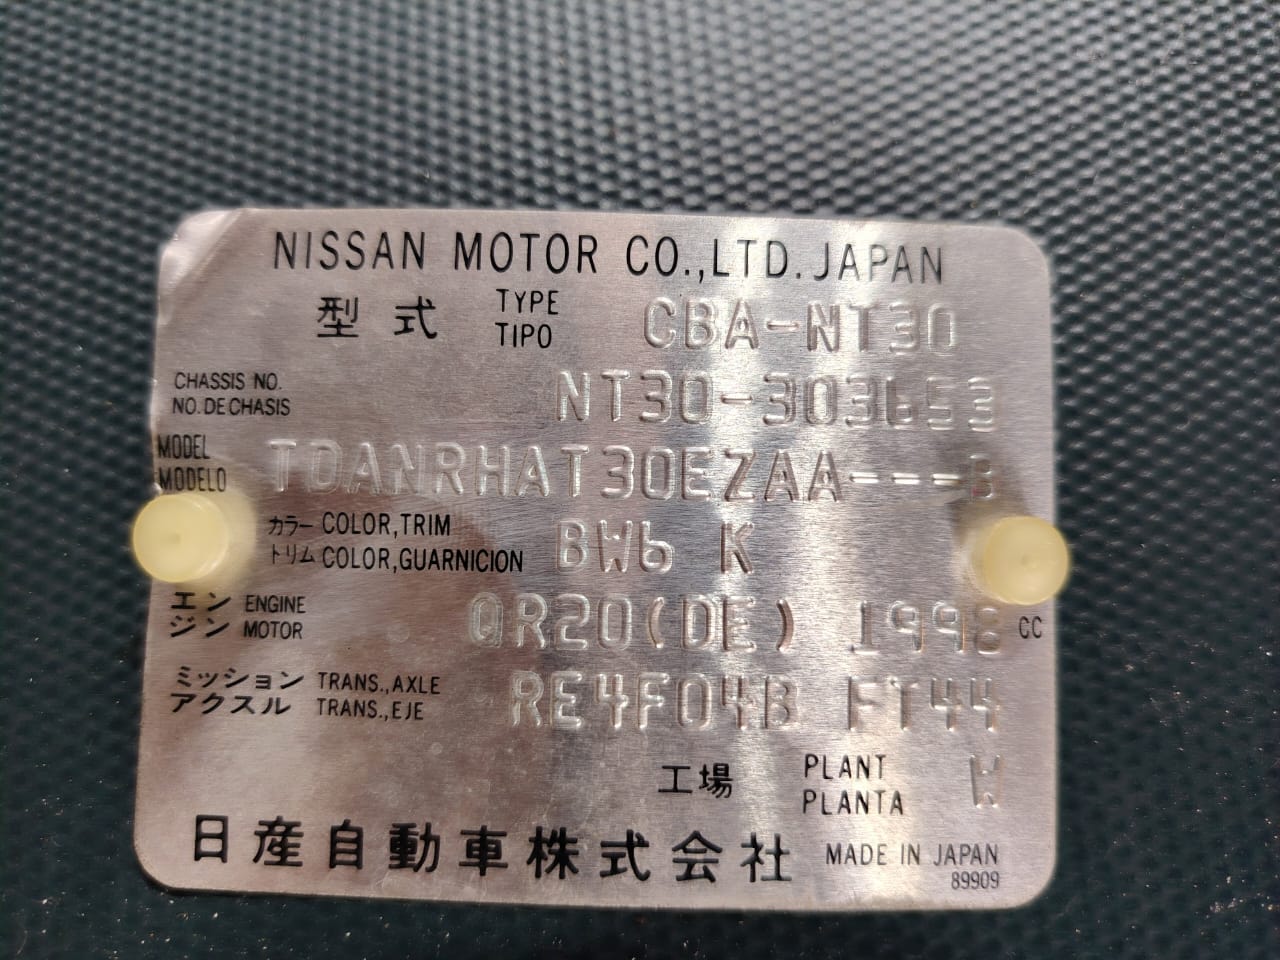 NISSAN MOTOR CO.,LTD. JAPAN
型式 TYPE TIPO CBA-NT30
CHASSIS NO.
NO. DE CHASIS NT30-303653
MODEL
MODELO TDANRHAT30EZAA---B
カラー COLOR,TRIM
トリム COLOR,GUARNICION BW6 K
エン ENGINE
ジン MOTOR QR20(DE) 1998 CC
ミッション TRANS.,AXLE
アクスル TRANS.,EJE RE4F04B FT44
工場 PLANT PLANTA W
日産自動車株式会社 MADE IN JAPAN
89909